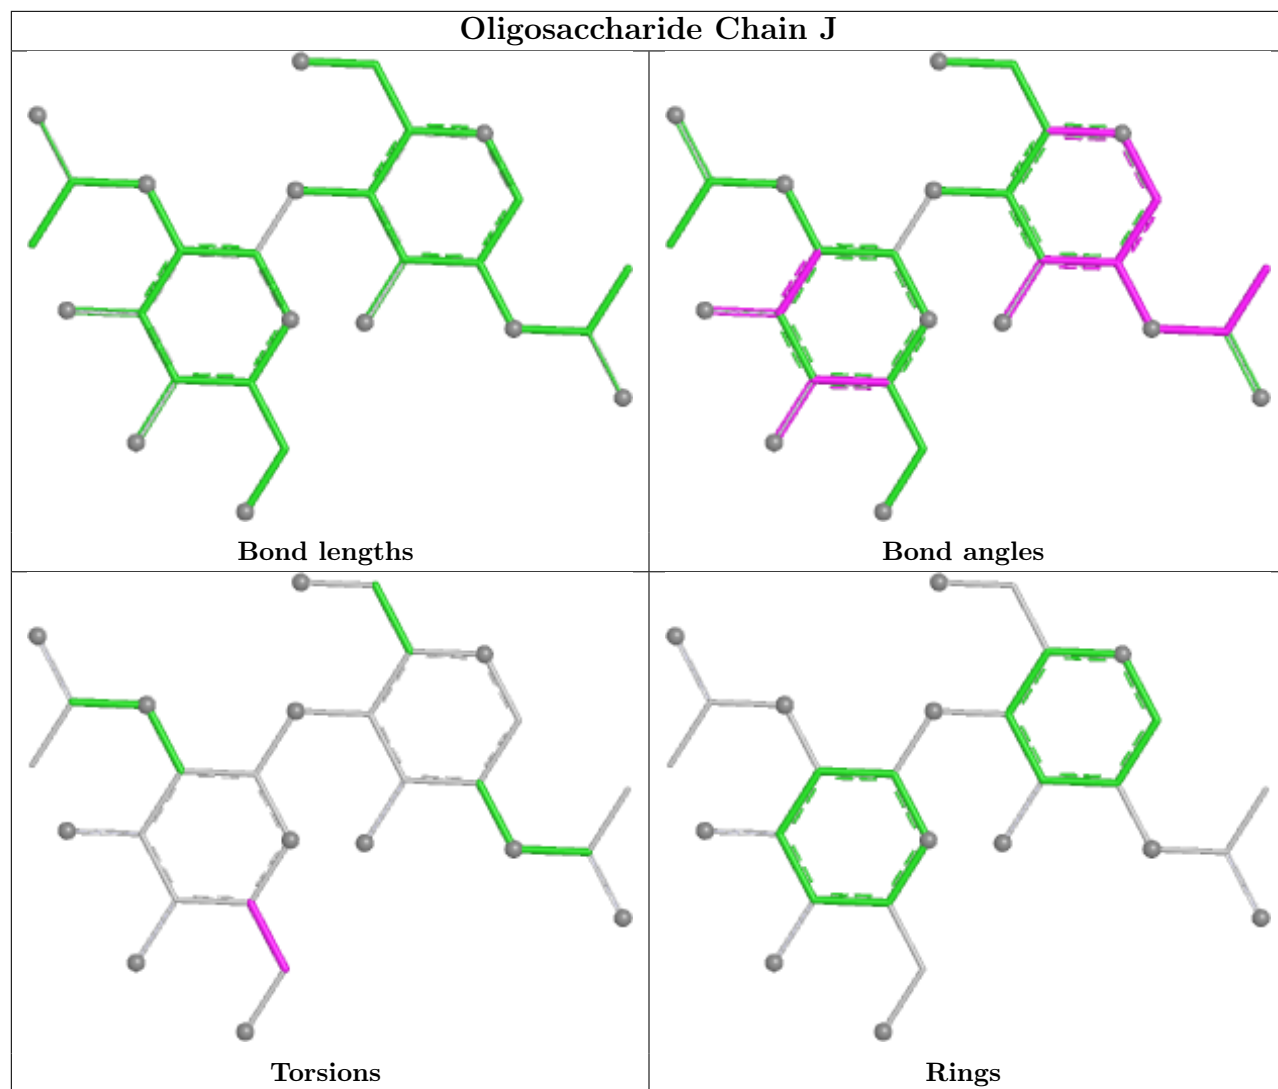 Oligosaccharide Chain J
Bond lengths
Bond angles
Torsions
Rings